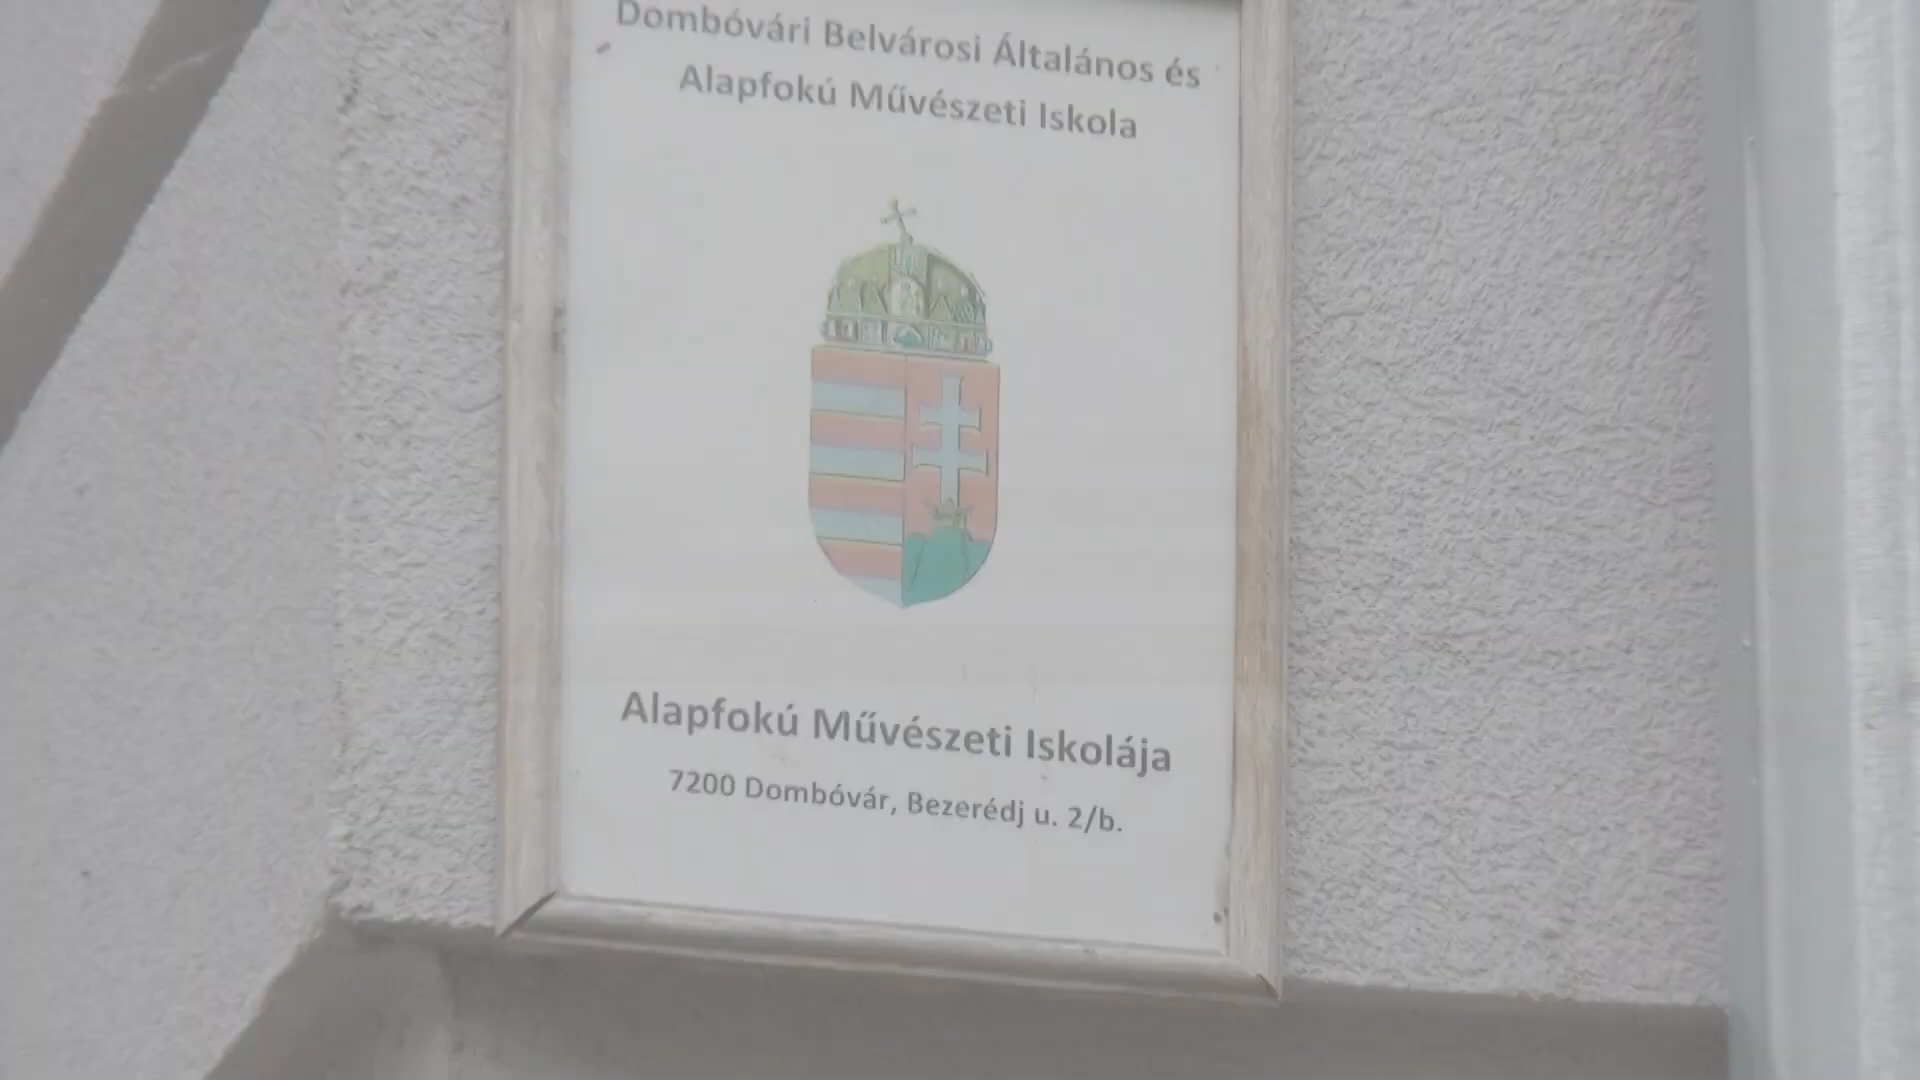 Dombóvári Belvárosi Általános és
Alapfokú Művészeti Iskola
Alapfokú Művészeti Iskolája
7200 Dombóvár, Bezerédj u. 2/b.